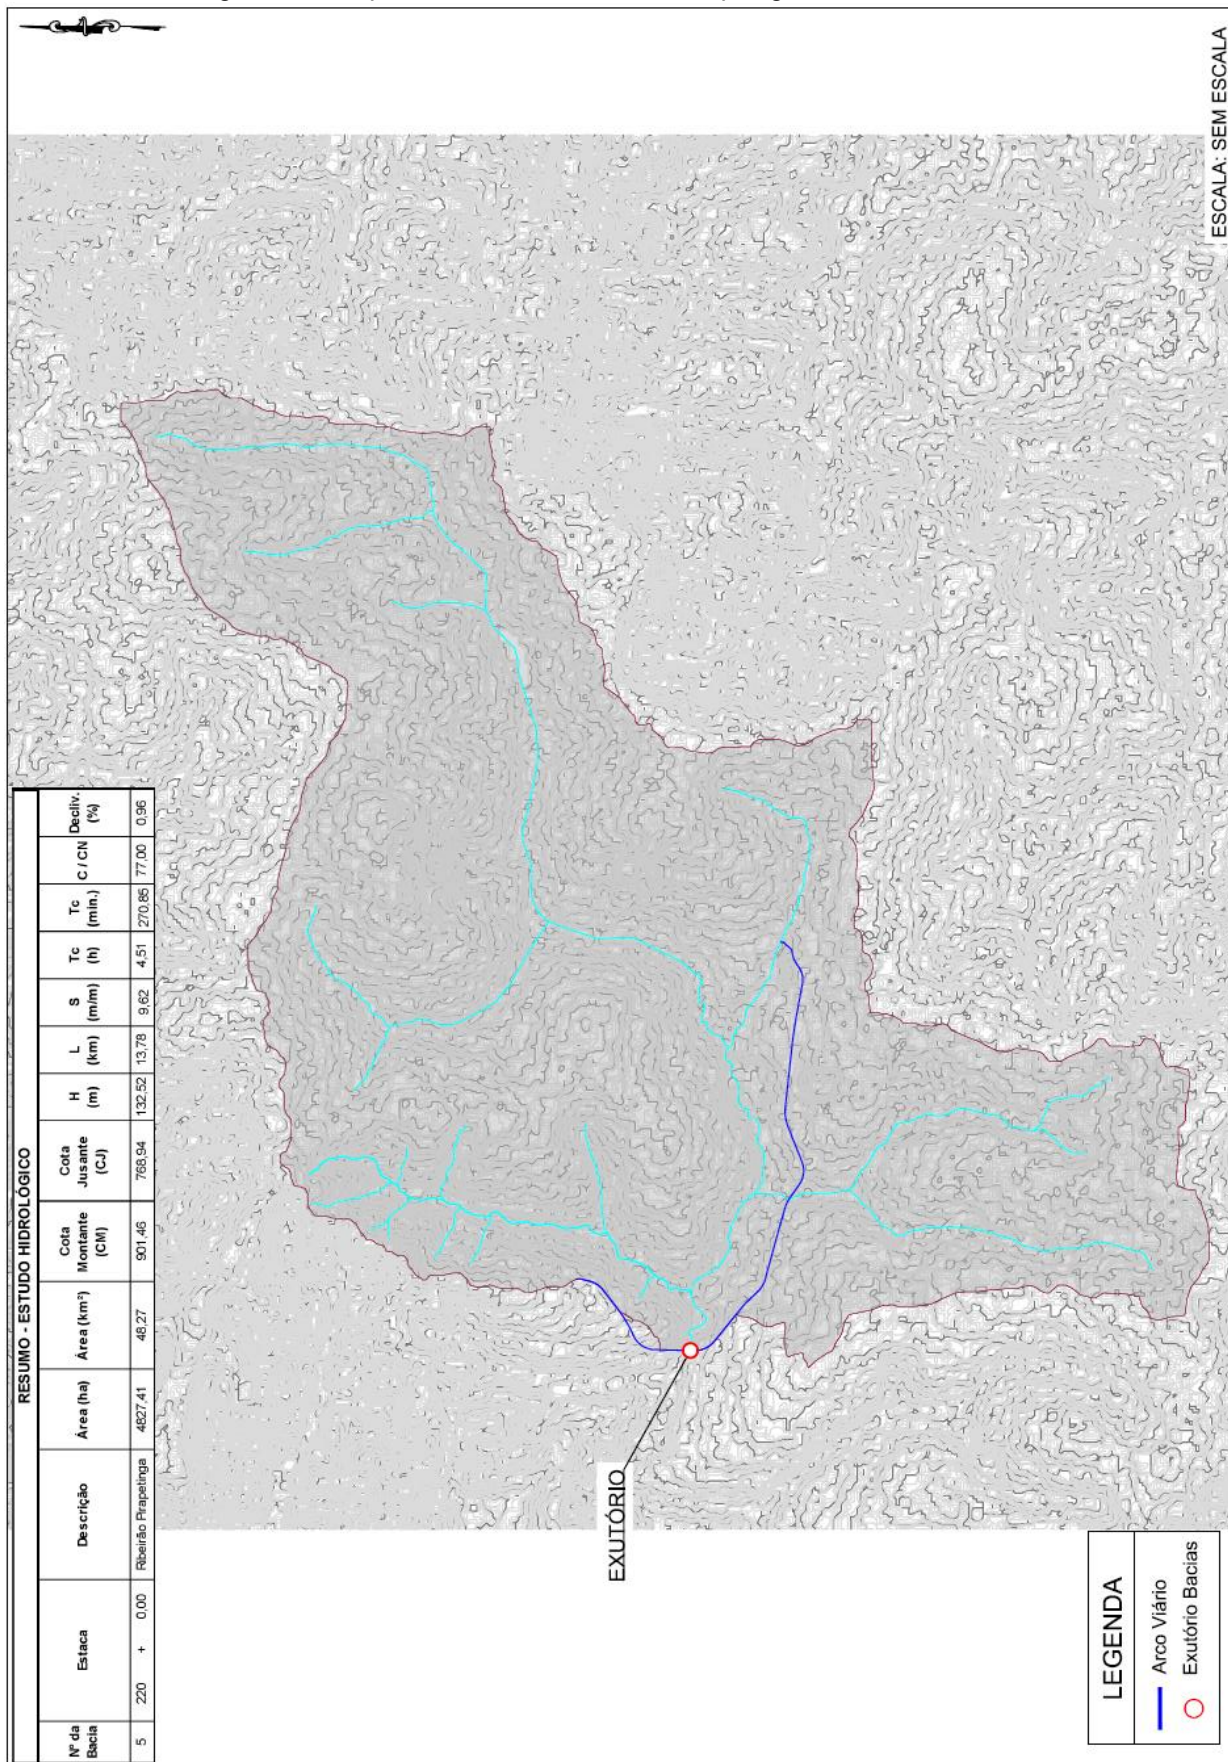 RESUMO - ESTUDO HIDROLÓGICO
Nº da Bacia	Estaca	Descrição	Área (ha)	Área (km²)	Cota Montante (CM)	Cota Jusante (CJ)	H (m)	L (km)	S (m/m)	Tc (h)	Tc (min.)	C / CN	Decliv. (%)
5	220 + 0,00	Ribeirão Pirapetinga	4827,41	48,27	901,46	768,94	132,52	13,78	9,62	4,51	270,85	77,00	0,96
EXUTÓRIO
LEGENDA
Arco Viário
Exutório Bacias
ESCALA: SEM ESCALA